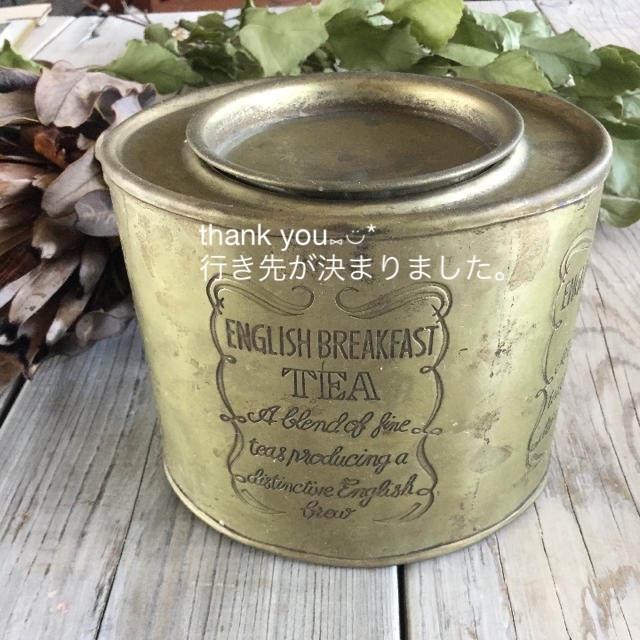 thank you⑅◡̈*
行き先が決まりました。
ENGLISH BREAKFAST
TEA
A blend of fine
teas producing a
distinctive English
brew